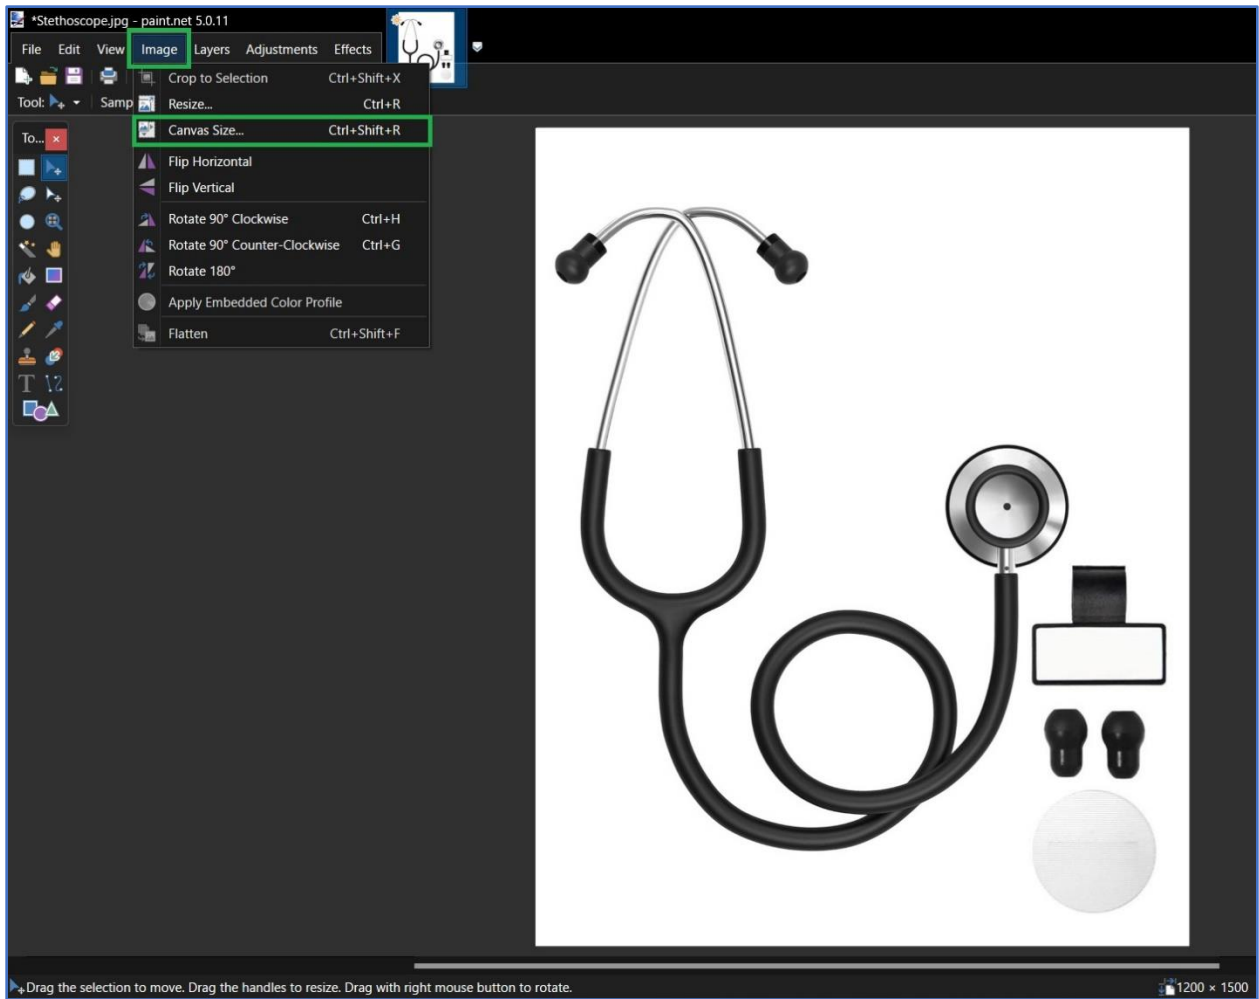 *Stethoscope.jpg - paint.net 5.0.11
File Edit View Image Layers Adjustments Effects
Tool: Samp
To...
Crop to Selection Ctrl+Shift+X
Resize... Ctrl+R
Canvas Size... Ctrl+Shift+R
Flip Horizontal
Flip Vertical
Rotate 90° Clockwise Ctrl+H
Rotate 90° Counter-Clockwise Ctrl+G
Rotate 180°
Apply Embedded Color Profile
Flatten Ctrl+Shift+F
Drag the selection to move. Drag the handles to resize. Drag with right mouse button to rotate.
1200 × 1500